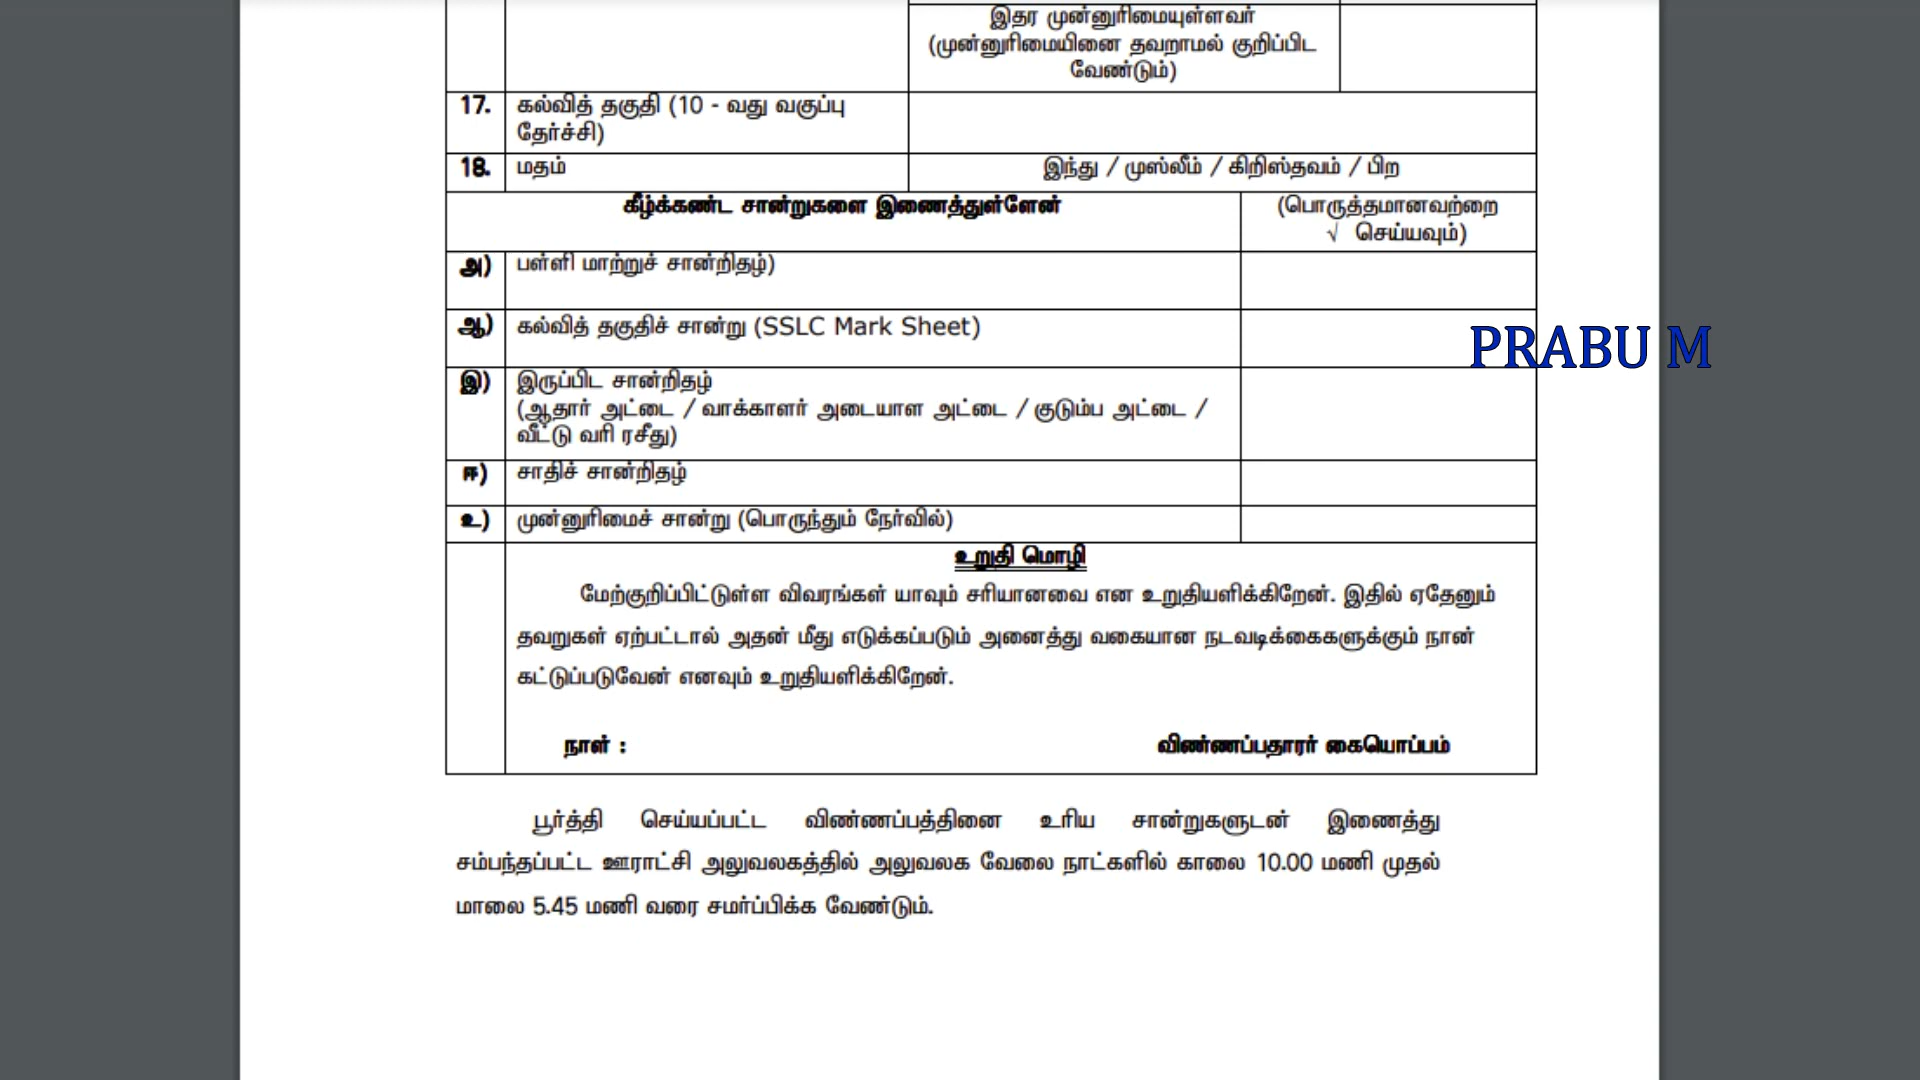 இதர முன்னுரிமையுள்ளவர்
(முன்னுரிமையினை தவறாமல் குறிப்பிட
வேண்டும்)
17. கல்வித் தகுதி (10 - வது வகுப்பு
தேர்ச்சி)
18. மதம் இந்து / முஸ்லீம் / கிறிஸ்தவம் / பிற
கீழ்க்கண்ட சான்றுகளை இணைத்துள்ளேன் (பொருத்தமானவற்றை
√ செய்யவும்)
அ) பள்ளி மாற்றுச் சான்றிதழ்)
ஆ) கல்வித் தகுதிச் சான்று (SSLC Mark Sheet)
PRABU M
இ) இருப்பிட சான்றிதழ்
(ஆதார் அட்டை / வாக்காளர் அடையாள அட்டை / குடும்ப அட்டை /
வீட்டு வரி ரசீது)
ஈ) சாதிச் சான்றிதழ்
உ) முன்னுரிமைச் சான்று (பொருந்தும் நேர்வில்)
உறுதி மொழி
மேற்குறிப்பிட்டுள்ள விவரங்கள் யாவும் சரியானவை என உறுதியளிக்கிறேன். இதில் ஏதேனும்
தவறுகள் ஏற்பட்டால் அதன் மீது எடுக்கப்படும் அனைத்து வகையான நடவடிக்கைகளுக்கும் நான்
கட்டுப்படுவேன் எனவும் உறுதியளிக்கிறேன்.
நாள் : விண்ணப்பதாரர் கையொப்பம்
பூர்த்தி செய்யப்பட்ட விண்ணப்பத்தினை உரிய சான்றுகளுடன் இணைத்து
சம்பந்தப்பட்ட ஊராட்சி அலுவலகத்தில் அலுவலக வேலை நாட்களில் காலை 10.00 மணி முதல்
மாலை 5.45 மணி வரை சமர்ப்பிக்க வேண்டும்.